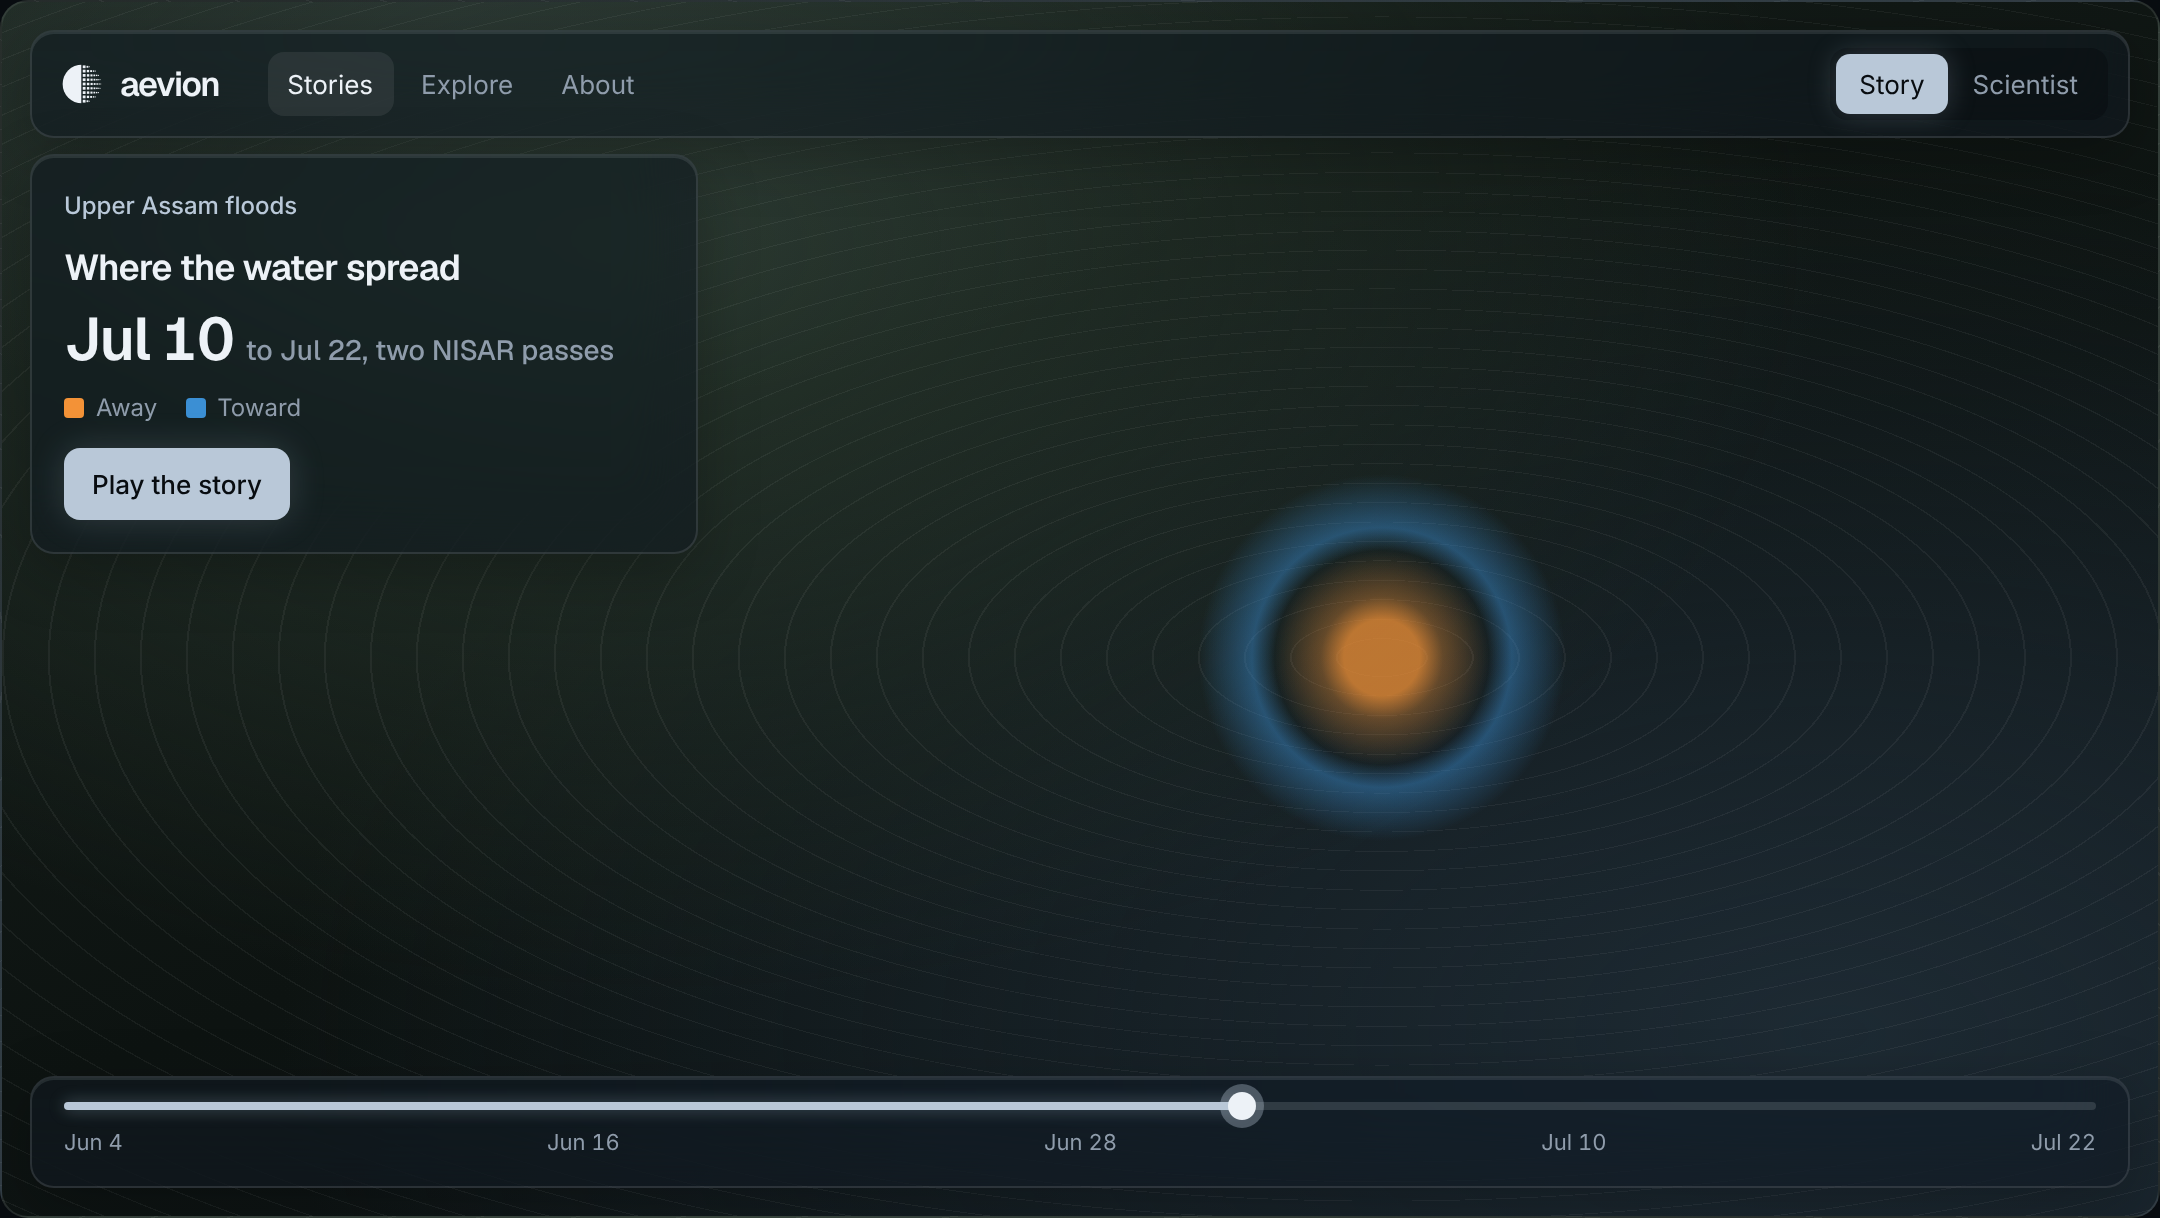 aevion Stories Explore About Story Scientist
Upper Assam floods
Where the water spread
Jul 10 to Jul 22, two NISAR passes
Away Toward
Play the story
Jun 4 Jun 16 Jun 28 Jul 10 Jul 22